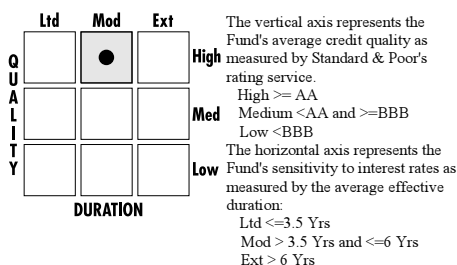 Ltd Mod Ext
QUALITY
High
Med
Low
DURATION
The vertical axis represents the
Fund's average credit quality as
measured by Standard & Poor's
rating service.
High >= AA
Medium <AA and >=BBB
Low <BBB
The horizontal axis represents the
Fund's sensitivity to interest rates as
measured by the average effective
duration:
Ltd <=3.5 Yrs
Mod > 3.5 Yrs and <=6 Yrs
Ext > 6 Yrs